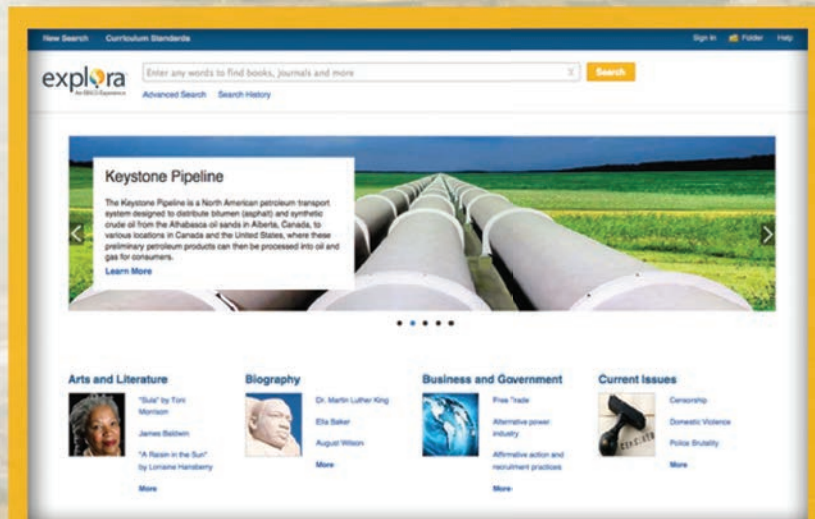 New Search Curriculum Standards Sign In Folder Help
explora
An EBSCO Experience
Enter any words to find books, journals and more X Search
Advanced Search Search History
Keystone Pipeline
The Keystone Pipeline is a North American petroleum transport
system designed to distribute bitumen (asphalt) and synthetic
crude oil from the Athabasca oil sands in Alberta, Canada, to
various locations in Canada and the United States, where these
preliminary petroleum products can then be processed into oil and
gas for consumers.
Learn More
Arts and Literature
"Sula" by Toni
Morrison
James Baldwin
"A Raisin in the Sun"
by Lorraine Hansberry
More
Biography
Dr. Martin Luther King
Ella Baker
August Wilson
More
Business and Government
Free Trade
Alternative power
industry
Affirmative action and
recruitment practices
More
Current Issues
CENSORED
Censorship
Domestic Violence
Police Brutality
More